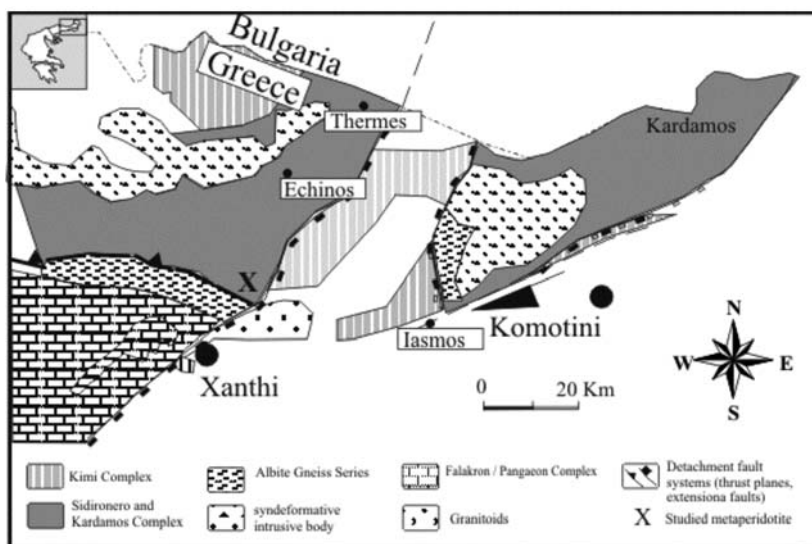 Bulgaria
Greece
Thermes
Kardamos
Echinos
X
Komotini
Iasmos
Xanthi
N
W E
S
0 20 Km
Kimi Complex
Albite Gneiss Series
Falakron / Pangaeon Complex
Detachment fault
systems (thrust planes,
extensiona faults)
Sidironero and
Kardamos Complex
syndeformative
intrusive body
Granitoids
X Studied metaperidotite